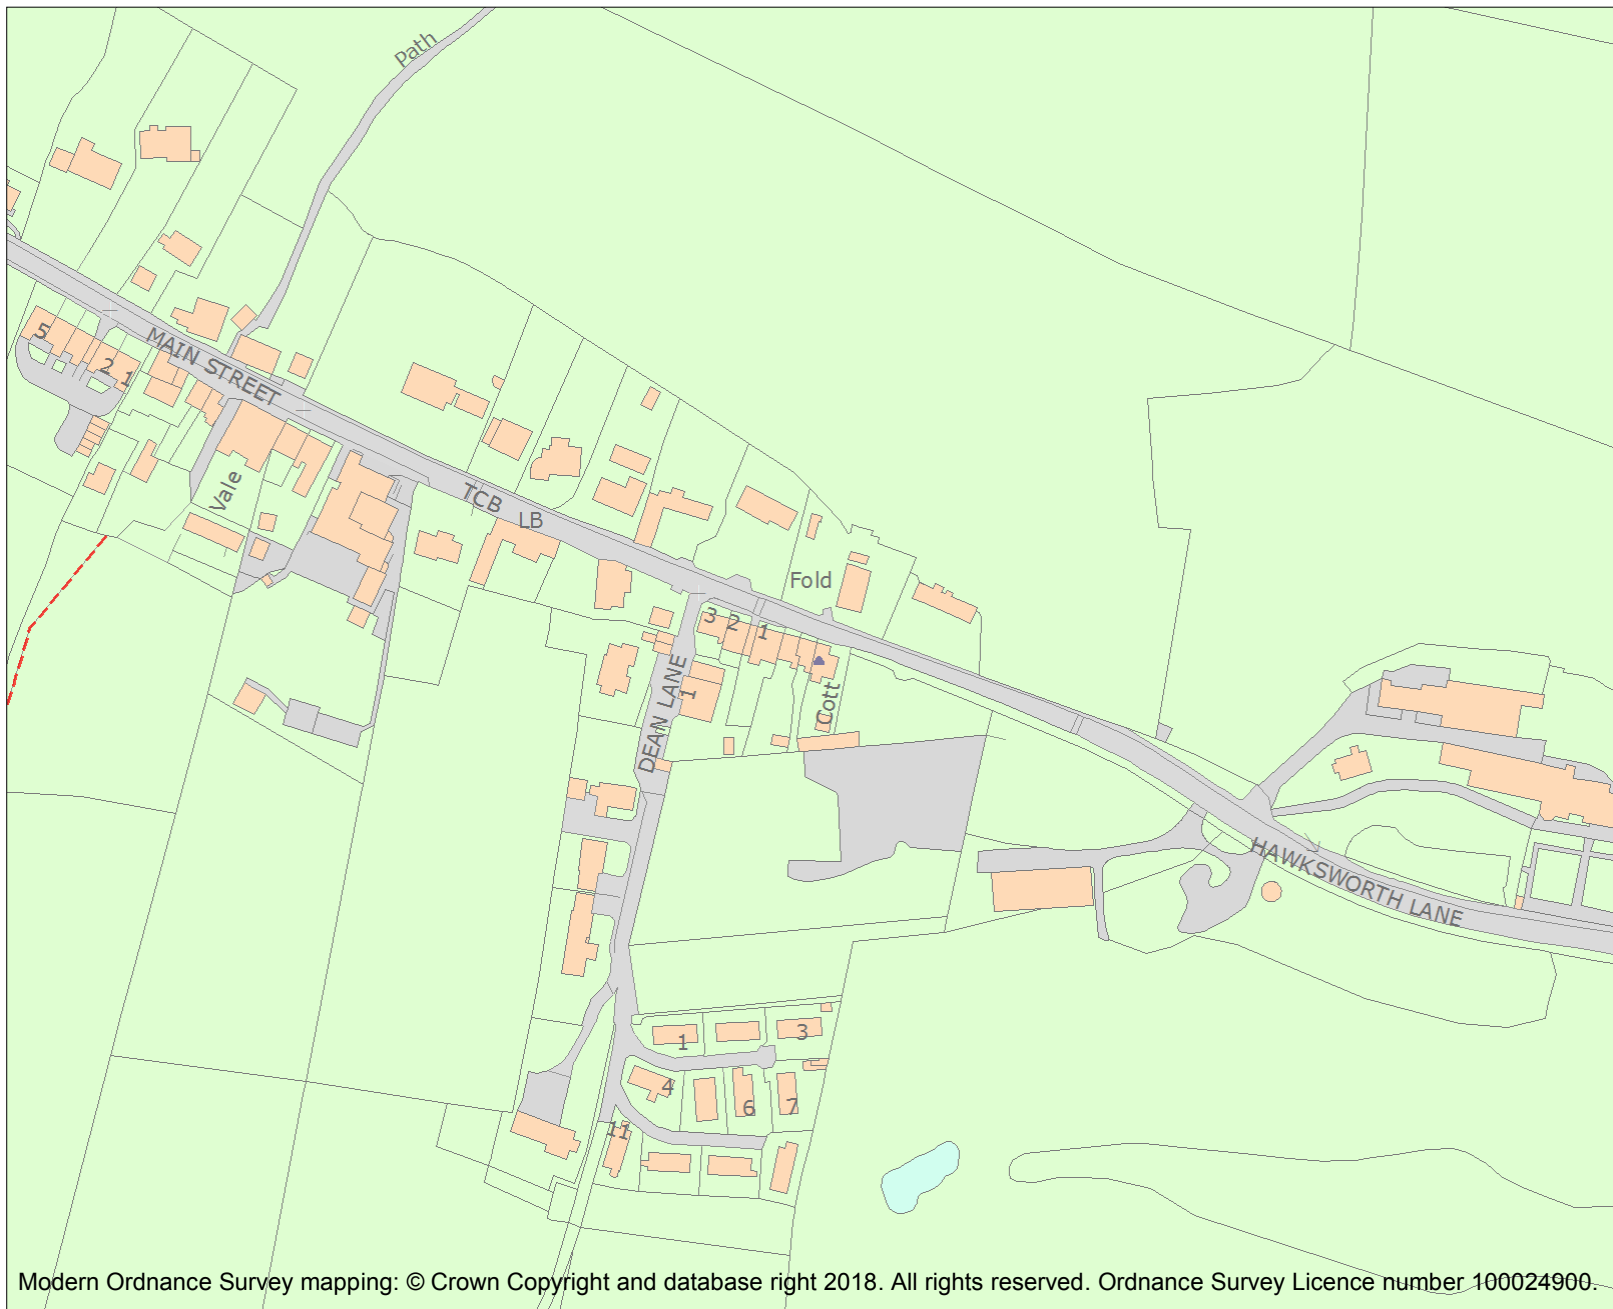 Path
5
2 1
MAIN STREET
Vale
TCB
LB
Fold
3 2 1
Cott
1
DEAN LANE
HAWKSWORTH LANE
1
3
4
6
7
11
Modern Ordnance Survey mapping: © Crown Copyright and database right 2018. All rights reserved. Ordnance Survey Licence number 100024900.